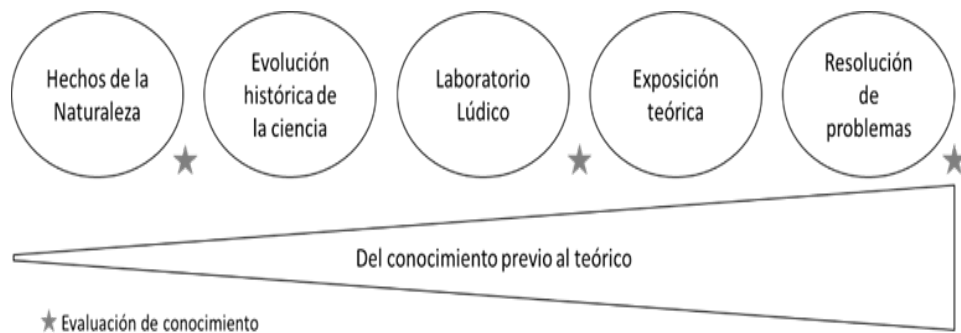 Hechos de la
Naturaleza
Evolución
histórica de
la ciencia
Laboratorio
Lúdico
Exposición
teórica
Resolución
de
problemas
Del conocimiento previo al teórico
Evaluación de conocimiento